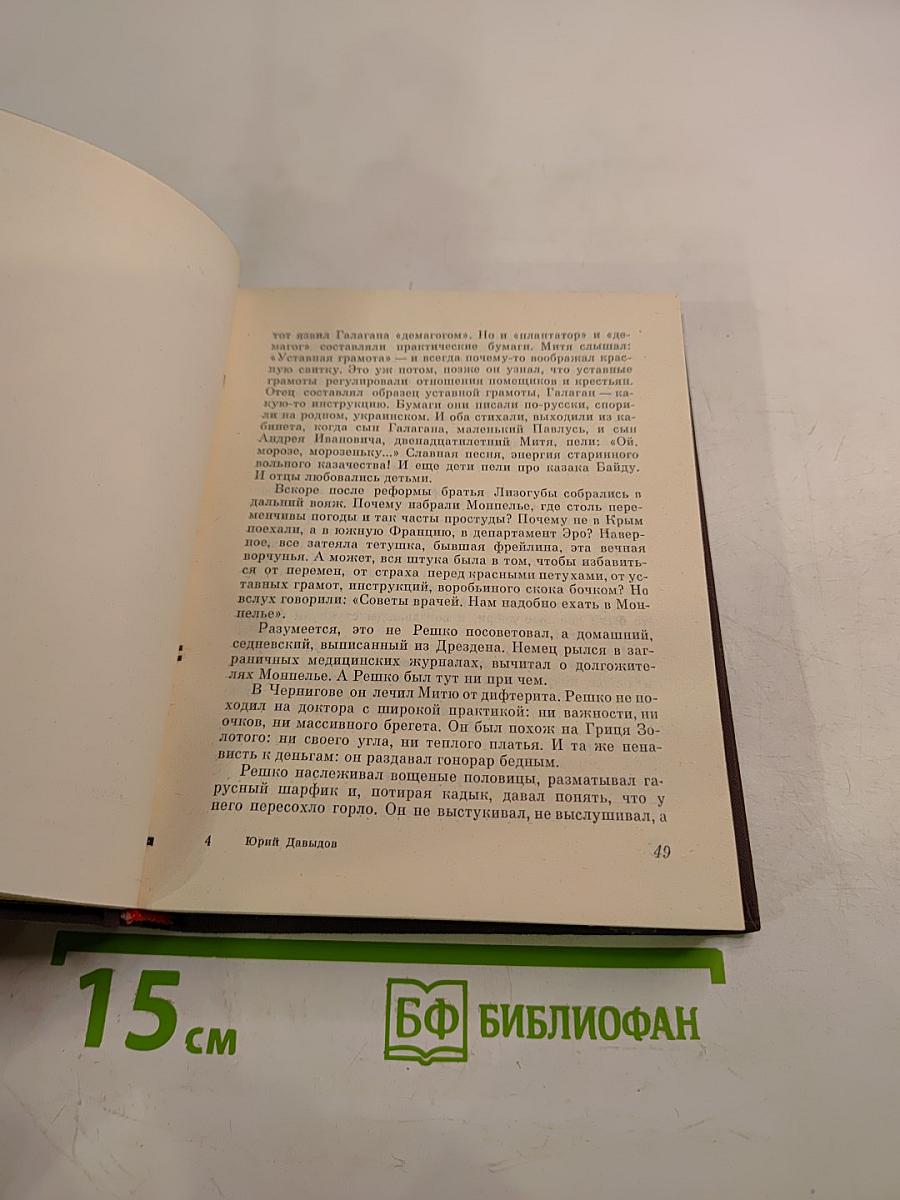 тот язвил Галагана «демагогом». Но и «плантатор» и «де-
магог» составляли практические бумаги. Митя слышал:
«Уставная грамота» — и всегда почему-то воображал крас-
ную свитку. Это уж потом, позже он узнал, что уставные
грамоты регулировали отношения помещиков и крестьян.
Отец составлял образец уставной грамоты, Галаган — ка-
кую-то инструкцию. Бумаги они писали по-русски, спори-
ли на родном, украинском. И оба стихали, выходили из ка-
бинета, когда сын Галагана, маленький Павлусь, и сын
Андрея Ивановича, двенадцатилетний Митя, пели: «Ой,
морозе, морозеньку...» Славная песня, энергия старинного
вольного казачества! И еще дети пели про казака Байду.
И отцы любовались детьми.
Вскоре после реформы братья Лизогубы собрались в
дальний вояж. Почему избрали Монпелье, где столь пере-
менчивы погоды и так часты простуды? Почему не в Крым
поехали, а в южную Францию, в департамент Эро? Навер-
ное, все затеяла тетушка, бывшая фрейлина, эта вечная
ворчунья. А может, вся штука была в том, чтобы избавить-
ся от перемен, от страха перед красными петухами, от ус-
тавных грамот, инструкций, воробьиного скока бочком? Но
вслух говорили: «Советы врачей. Нам надобно ехать в Мон-
пелье».
Разумеется, это не Решко посоветовал, а домашний,
седневский, выписанный из Дрездена. Немец рылся в заг-
раничных медицинских журналах, вычитал о долгожите-
лях Монпелье. А Решко был тут ни при чем.
В Чернигове он лечил Митю от дифтерита. Решко не по-
ходил на доктора с широкой практикой: ни важности, ни
очков, ни массивного брегета. Он был похож на Гриця Зо-
лотого: ни своего угла, ни теплого платья. И та же нена-
висть к деньгам: он раздавал гонорар бедным.
Решко наслеживал вощеные половицы, разматывал га-
русный шарфик и, потирая кадык, давал понять, что у
него пересохло горло. Он не выстукивал, не выслушивал, а
4 Юрий Давыдов 49
15 см БФ БИБЛИОФАН